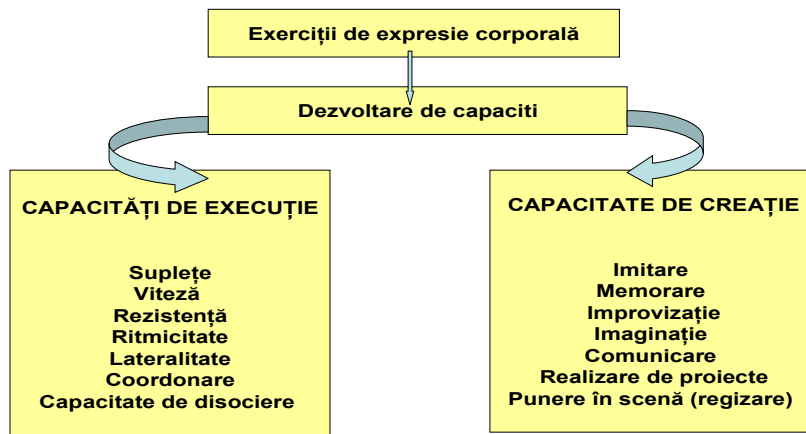 Exerciții de expresie corporală
Dezvoltare de capaciti
CAPACITĂȚI DE EXECUȚIE
Suplețe
Viteză
Rezistență
Ritmicitate
Lateralitate
Coordonare
Capacitate de disociere
CAPACITATE DE CREAȚIE
Imitare
Memorare
Improvizație
Imaginație
Comunicare
Realizare de proiecte
Punere în scenă (regizare)